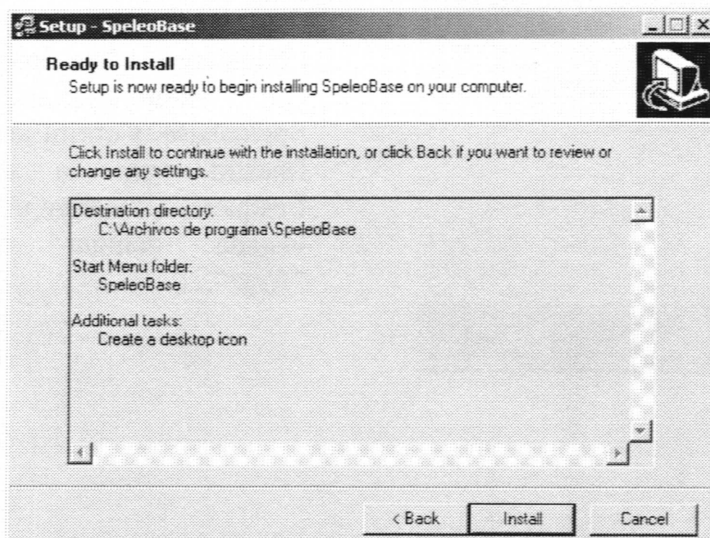 Setup - SpeleoBase
Ready to Install
Setup is now ready to begin installing SpeleoBase on your computer.
Click Install to continue with the installation, or click Back if you want to review or
change any settings.
Destination directory:
C:\Archivos de programa\SpeleoBase
Start Menu folder:
SpeleoBase
Additional tasks:
Create a desktop icon
< Back
Install
Cancel